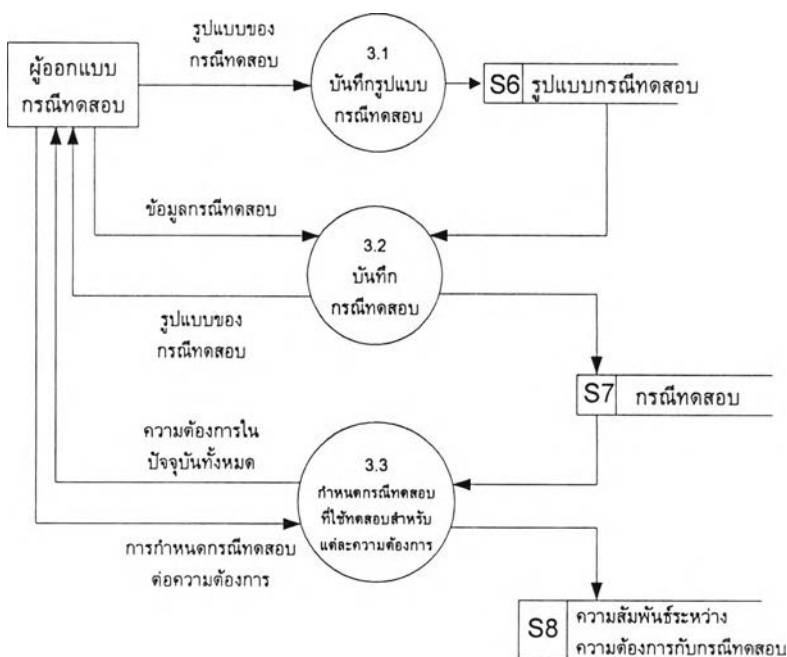 รูปแบบของ
กรณีทดสอบ
ผู้ออกแบบ
กรณีทดสอบ
3.1
บันทึกรูปแบบ
กรณีทดสอบ
S6 รูปแบบกรณีทดสอบ
ข้อมูลกรณีทดสอบ
3.2
บันทึก
กรณีทดสอบ
รูปแบบของ
กรณีทดสอบ
S7 กรณีทดสอบ
ความต้องการใน
ปัจจุบันทั้งหมด
3.3
กำหนดกรณีทดสอบ
ที่ใช้ทดสอบสำหรับ
แต่ละความต้องการ
การกำหนดกรณีทดสอบ
ต่อความต้องการ
S8 ความสัมพันธ์ระหว่าง
ความต้องการกับกรณีทดสอบ